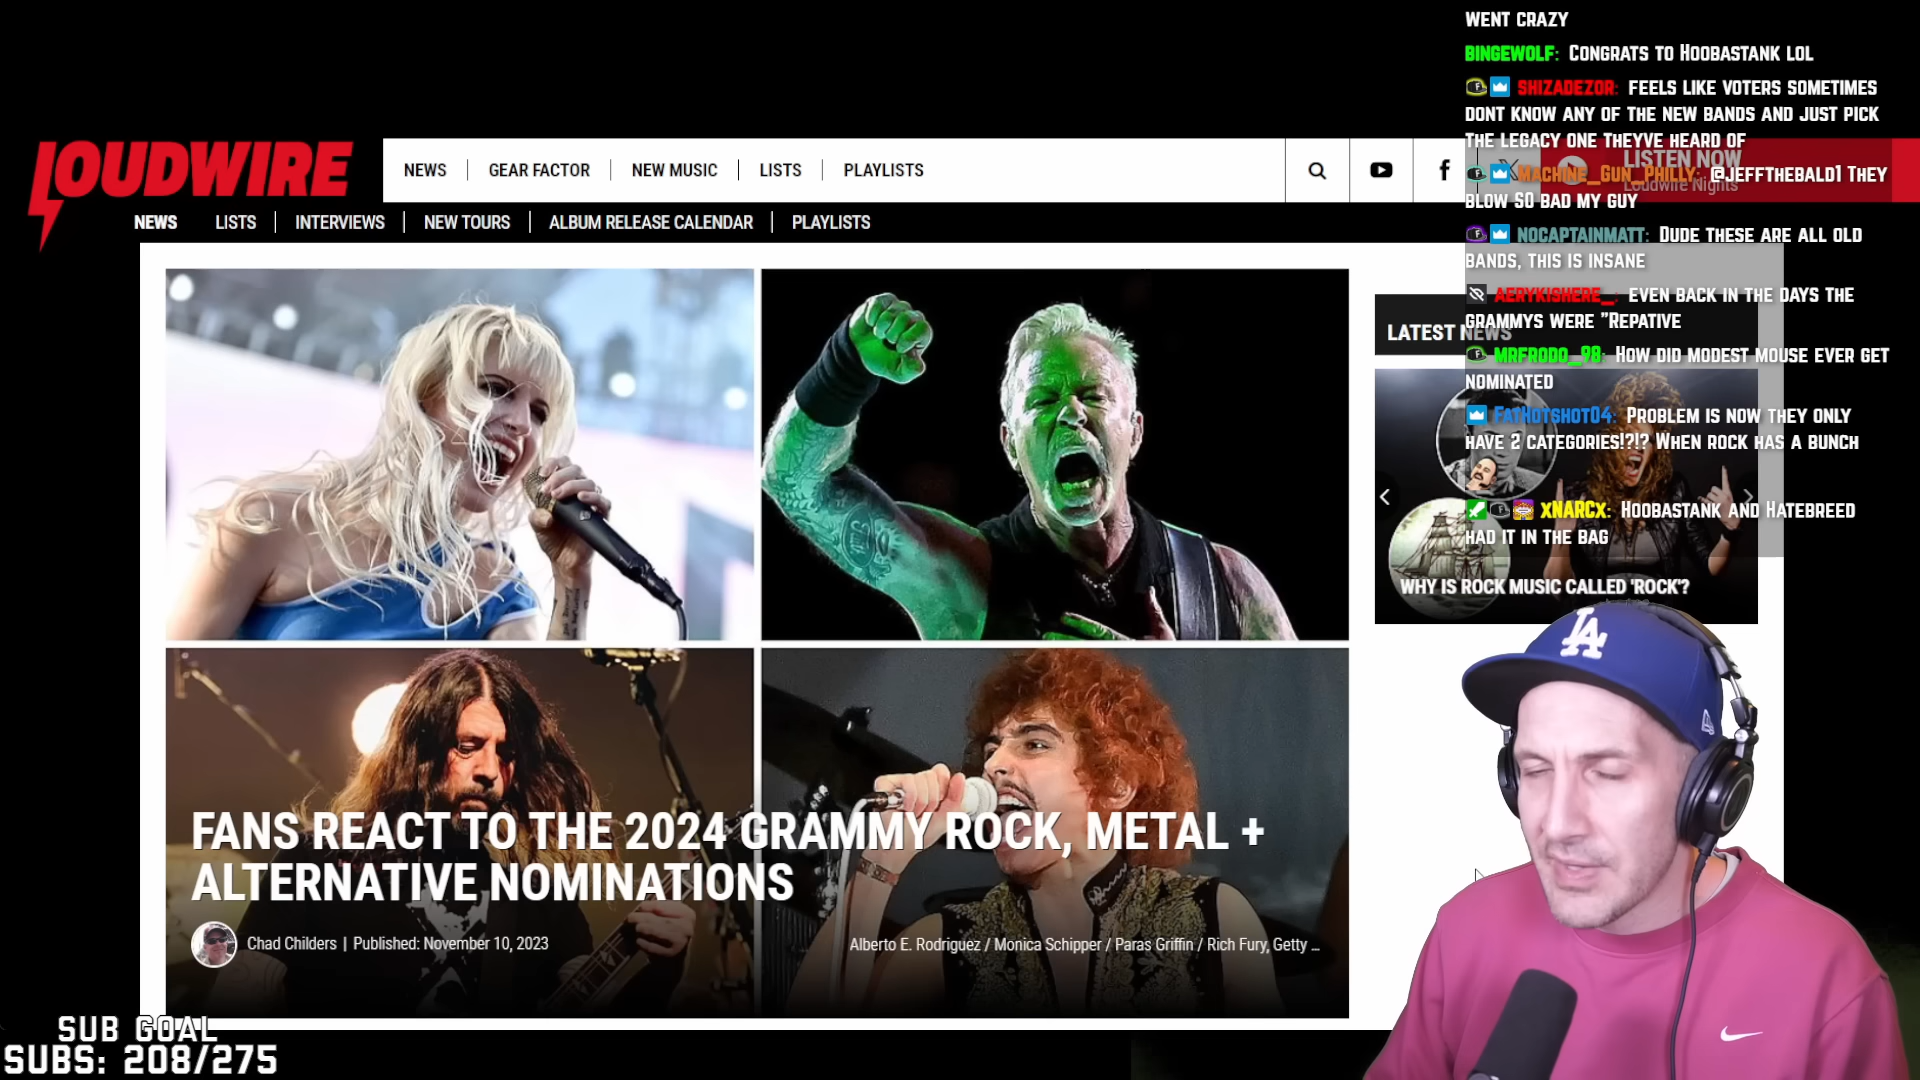 LOUDWIRE
NEWS
GEAR FACTOR
NEW MUSIC
LISTS
PLAYLISTS
LISTEN NOW
Loudwire Nights
NEWS
LISTS
INTERVIEWS
NEW TOURS
ALBUM RELEASE CALENDAR
PLAYLISTS
FANS REACT TO THE 2024 GRAMMY ROCK, METAL +
ALTERNATIVE NOMINATIONS
Chad Childers | Published: November 10, 2023
Alberto E. Rodriguez / Monica Schipper / Paras Griffin / Rich Fury, Getty ...
LATEST NEWS
WHY IS ROCK MUSIC CALLED 'ROCK'?
WENT CRAZY
BINGEWOLF: CONGRATS TO HOOBASTANK LOL
SHIZADEZOR: FEELS LIKE VOTERS SOMETIMES
DONT KNOW ANY OF THE NEW BANDS AND JUST PICK
THE LEGACY ONE THEYVE HEARD OF
MACHINE_GUN_PHILLY: @JEFFTHEBALD1 THEY
BLOW SO BAD MY GUY
NOCAPTAINMATT: DUDE THESE ARE ALL OLD
BANDS, THIS IS INSANE
AERYKISHERE_: EVEN BACK IN THE DAYS THE
GRAMMYS WERE "REPATIVE
MRFRODO_98: HOW DID MODEST MOUSE EVER GET
NOMINATED
FATHOTSHOT04: PROBLEM IS NOW THEY ONLY
HAVE 2 CATEGORIES!?!? WHEN ROCK HAS A BUNCH
XNARCX: HOOBASTANK AND HATEBREED
HAD IT IN THE BAG
LA
SUB GOAL
SUBS: 208/275